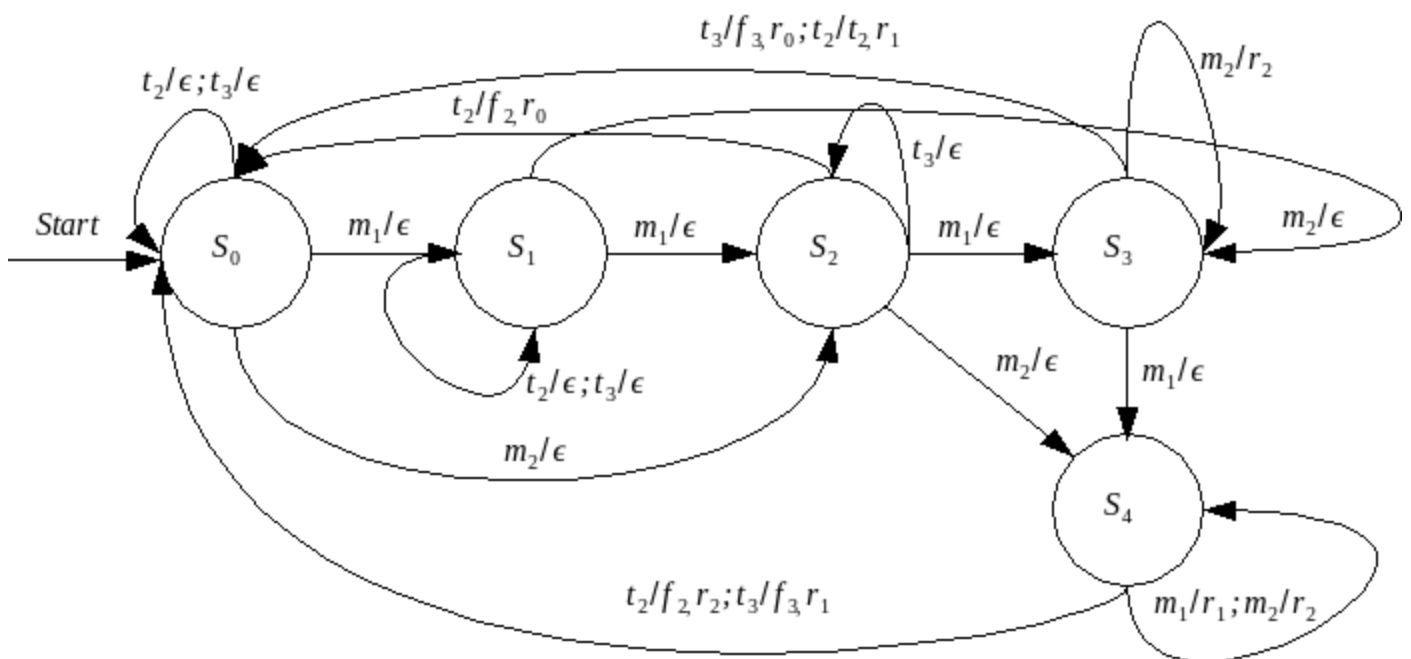 t₃/f₃,r₀;t₂/t₂,r₁
m₂/r₂
t₂/ϵ;t₃/ϵ
t₂/f₂,r₀
t₃/ϵ
Start
m₁/ϵ
m₁/ϵ
m₁/ϵ
m₂/ϵ
S₀
S₁
S₂
S₃
m₂/ϵ
m₁/ϵ
t₂/ϵ;t₃/ϵ
m₂/ϵ
S₄
t₂/f₂,r₂;t₃/f₃,r₁
m₁/r₁;m₂/r₂